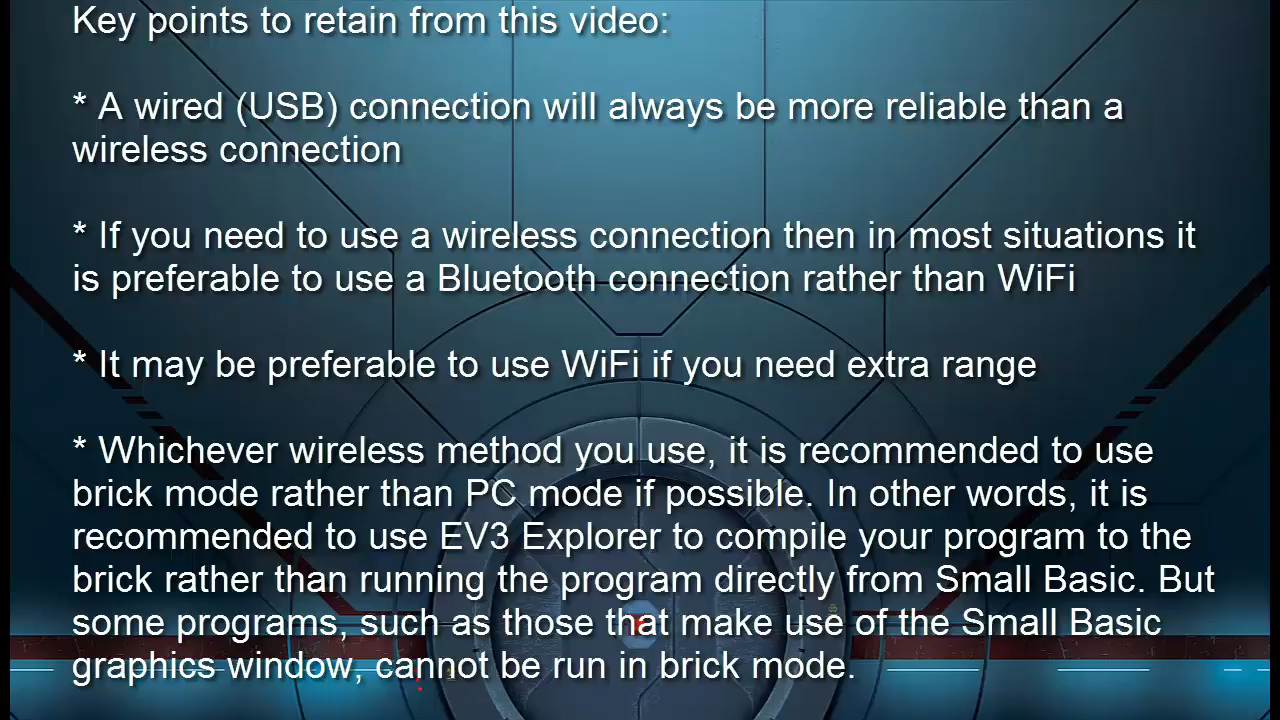 Key points to retain from this video:
* A wired (USB) connection will always be more reliable than a
wireless connection
* If you need to use a wireless connection then in most situations it
is preferable to use a Bluetooth connection rather than WiFi
* It may be preferable to use WiFi if you need extra range
* Whichever wireless method you use, it is recommended to use
brick mode rather than PC mode if possible. In other words, it is
recommended to use EV3 Explorer to compile your program to the
brick rather than running the program directly from Small Basic. But
some programs, such as those that make use of the Small Basic
graphics window, cannot be run in brick mode.